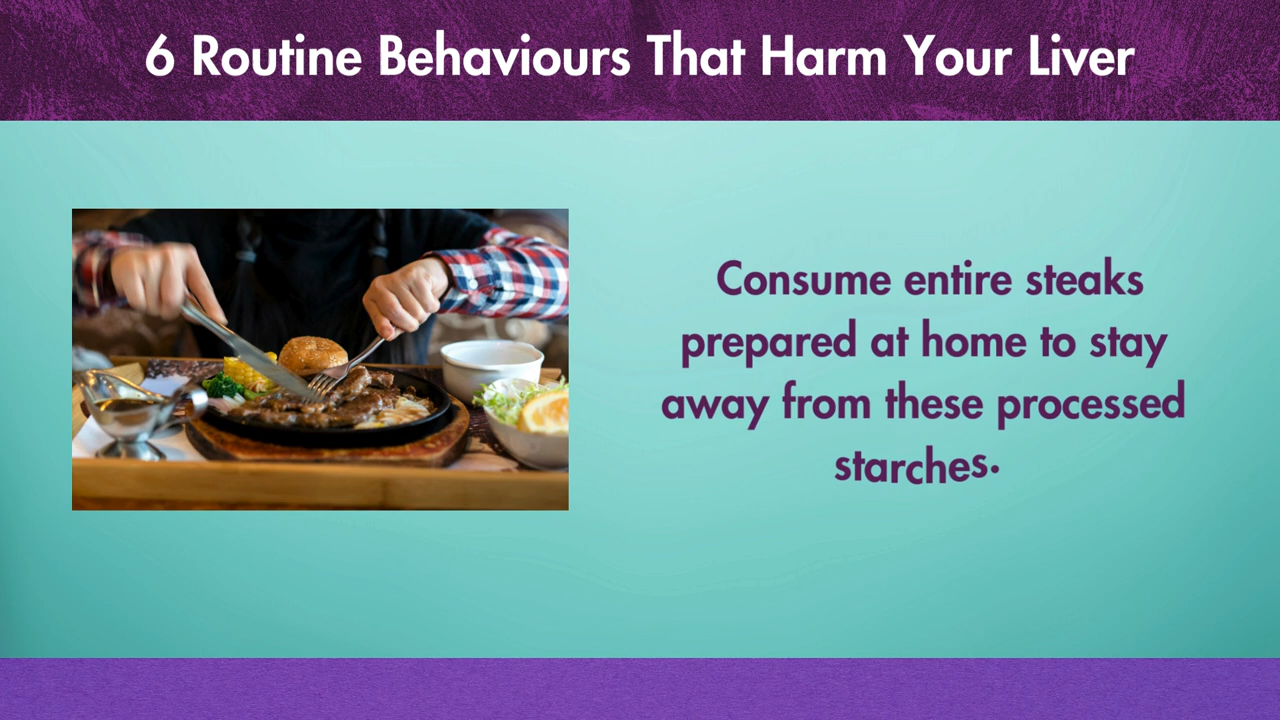 6 Routine Behaviours That Harm Your Liver
Consume entire steaks
prepared at home to stay
away from these processed
starches.